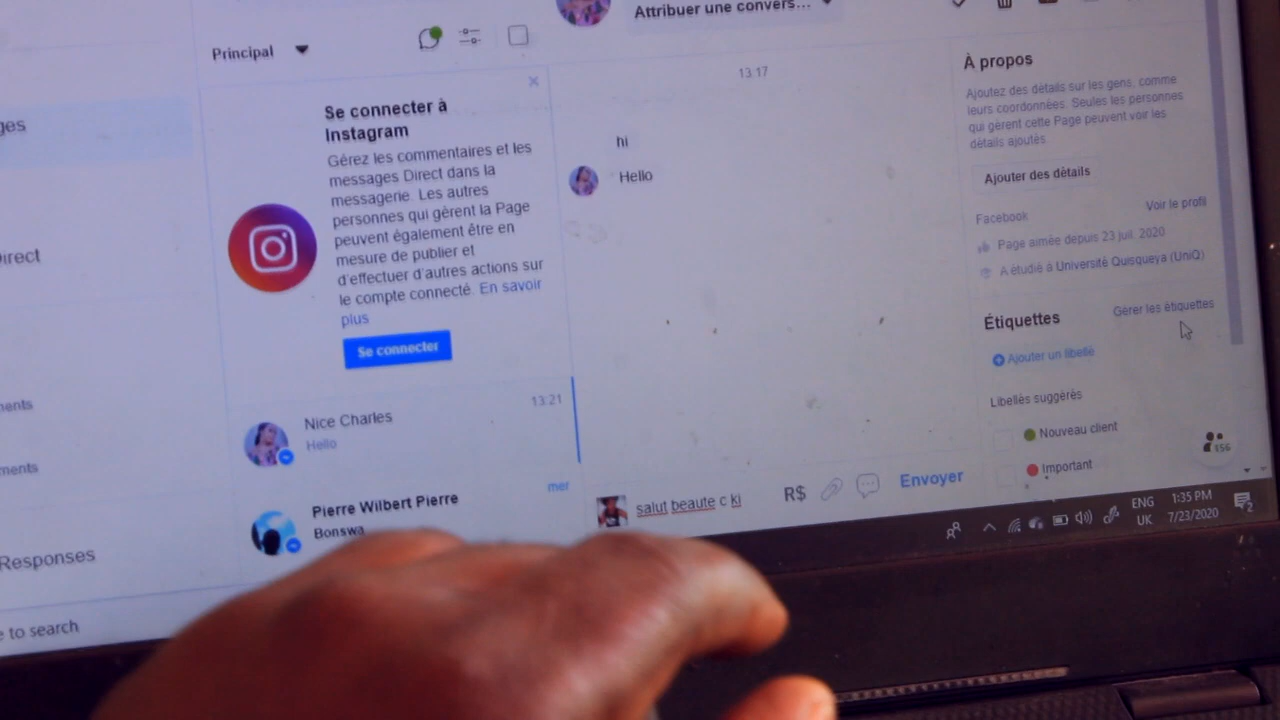 Principal
Se connecter à
Instagram
Gérez les commentaires et les
messages Direct dans la
messagerie. Les autres
personnes qui gèrent la Page
peuvent également être en
mesure de publier et
d'effectuer d'autres actions sur
le compte connecté. En savoir
plus
Se connecter
Nice Charles
13:21
Hello
Pierre Wilbert Pierre
mer
Bonswa
ges
irect
ments
ments
Responses
e to search
Attribuer une convers...
13:17
hi
Hello
salut beaute c ki
R$
Envoyer
À propos
Ajoutez des détails sur les gens, comme
leurs coordonnées. Seules les personnes
qui gèrent cette Page peuvent voir les
détails ajoutés.
Ajouter des détails
Facebook
Voir le profil
Page aimée depuis 23 juil. 2020
A étudié à Université Quisqueya (UniQ)
Étiquettes
Gérer les étiquettes
Ajouter un libellé
Libellés suggérés
Nouveau client
Important
156
ENG
UK
1:35 PM
7/23/2020
2